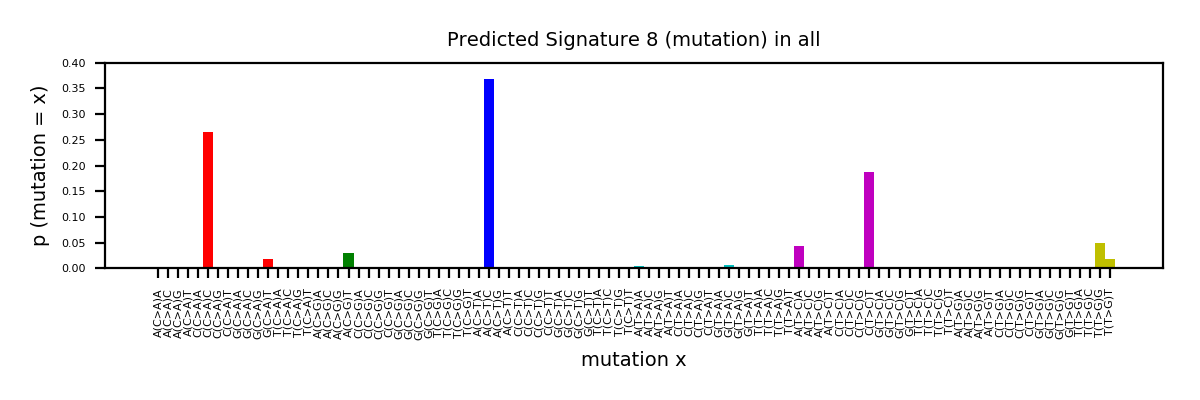 Predicted Signature 8 (mutation) in all
p (mutation = x)
0.40
0.35
0.30
0.25
0.20
0.15
0.10
0.05
0.00
A(C>A)A
A(C>A)C
A(C>A)G
A(C>A)T
C(C>A)A
C(C>A)C
C(C>A)G
C(C>A)T
G(C>A)A
G(C>A)C
G(C>A)G
G(C>A)T
T(C>A)A
T(C>A)C
T(C>A)G
T(C>A)T
A(C>G)A
A(C>G)C
A(C>G)G
A(C>G)T
C(C>G)A
C(C>G)C
C(C>G)G
C(C>G)T
G(C>G)A
G(C>G)C
G(C>G)G
G(C>G)T
T(C>G)A
T(C>G)C
T(C>G)G
T(C>G)T
A(C>T)A
A(C>T)C
A(C>T)G
A(C>T)T
C(C>T)A
C(C>T)C
C(C>T)G
C(C>T)T
G(C>T)A
G(C>T)C
G(C>T)G
G(C>T)T
T(C>T)A
T(C>T)C
T(C>T)G
T(C>T)T
A(T>A)A
A(T>A)C
A(T>A)G
A(T>A)T
C(T>A)A
C(T>A)C
C(T>A)G
C(T>A)T
G(T>A)A
G(T>A)C
G(T>A)G
G(T>A)T
T(T>A)A
T(T>A)C
T(T>A)G
T(T>A)T
A(T>C)A
A(T>C)C
A(T>C)G
A(T>C)T
C(T>C)A
C(T>C)C
C(T>C)G
C(T>C)T
G(T>C)A
G(T>C)C
G(T>C)G
G(T>C)T
T(T>C)A
T(T>C)C
T(T>C)G
T(T>C)T
A(T>G)A
A(T>G)C
A(T>G)G
A(T>G)T
C(T>G)A
C(T>G)C
C(T>G)G
C(T>G)T
G(T>G)A
G(T>G)C
G(T>G)G
G(T>G)T
T(T>G)A
T(T>G)C
T(T>G)G
T(T>G)T
mutation x